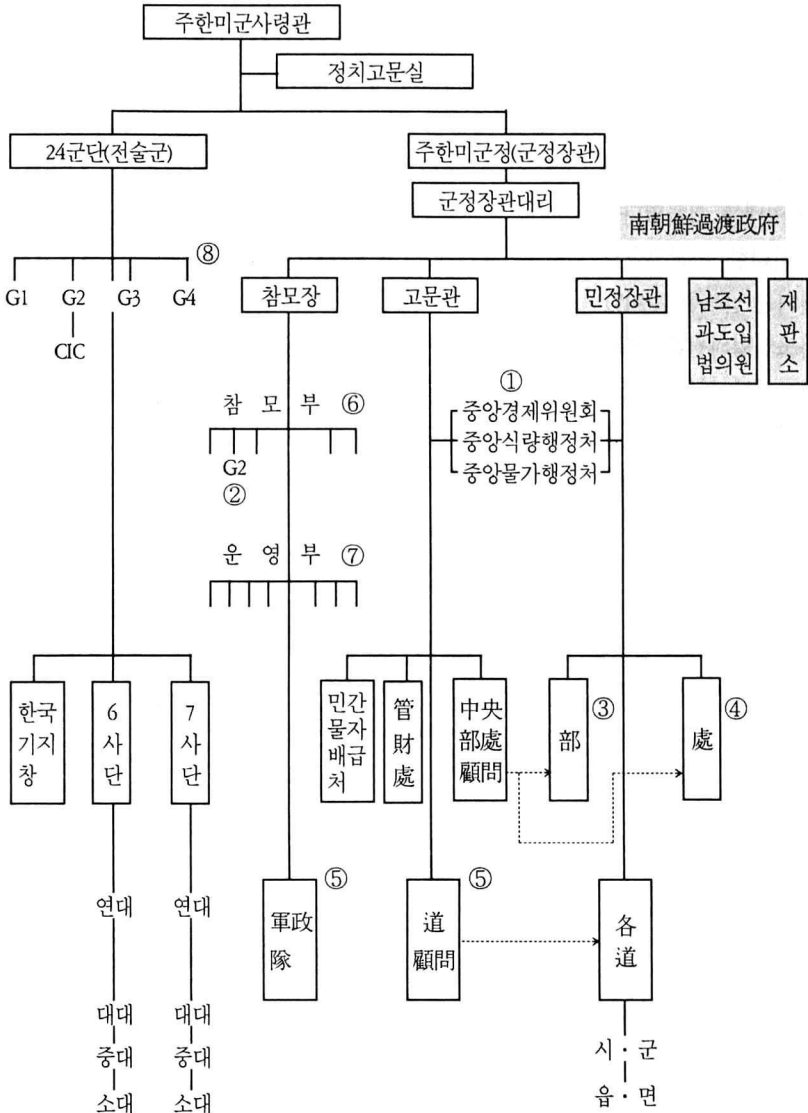 주한미군사령관
정치고문실
24군단(전술군)
주한미군정(군정장관)
군정장관대리
南朝鮮過渡政府
⑧
G1 G2 G3 G4
CIC
참모장
고문관
민정장관
남조선
과도입
법의원
재
판
소
참 모 부 ⑥
G2
②
①
중앙경제위원회
중앙식량행정처
중앙물가행정처
운 영 부 ⑦
한국
기지
창
6
사
단
7
사
단
민간
물자
배급
처
管
財
處
中央
部處
顧問
部
③
處
④
연대
연대
軍政
隊
⑤
道
顧問
⑤
各
道
대대
중대
소대
대대
중대
소대
시 · 군
읍 · 면